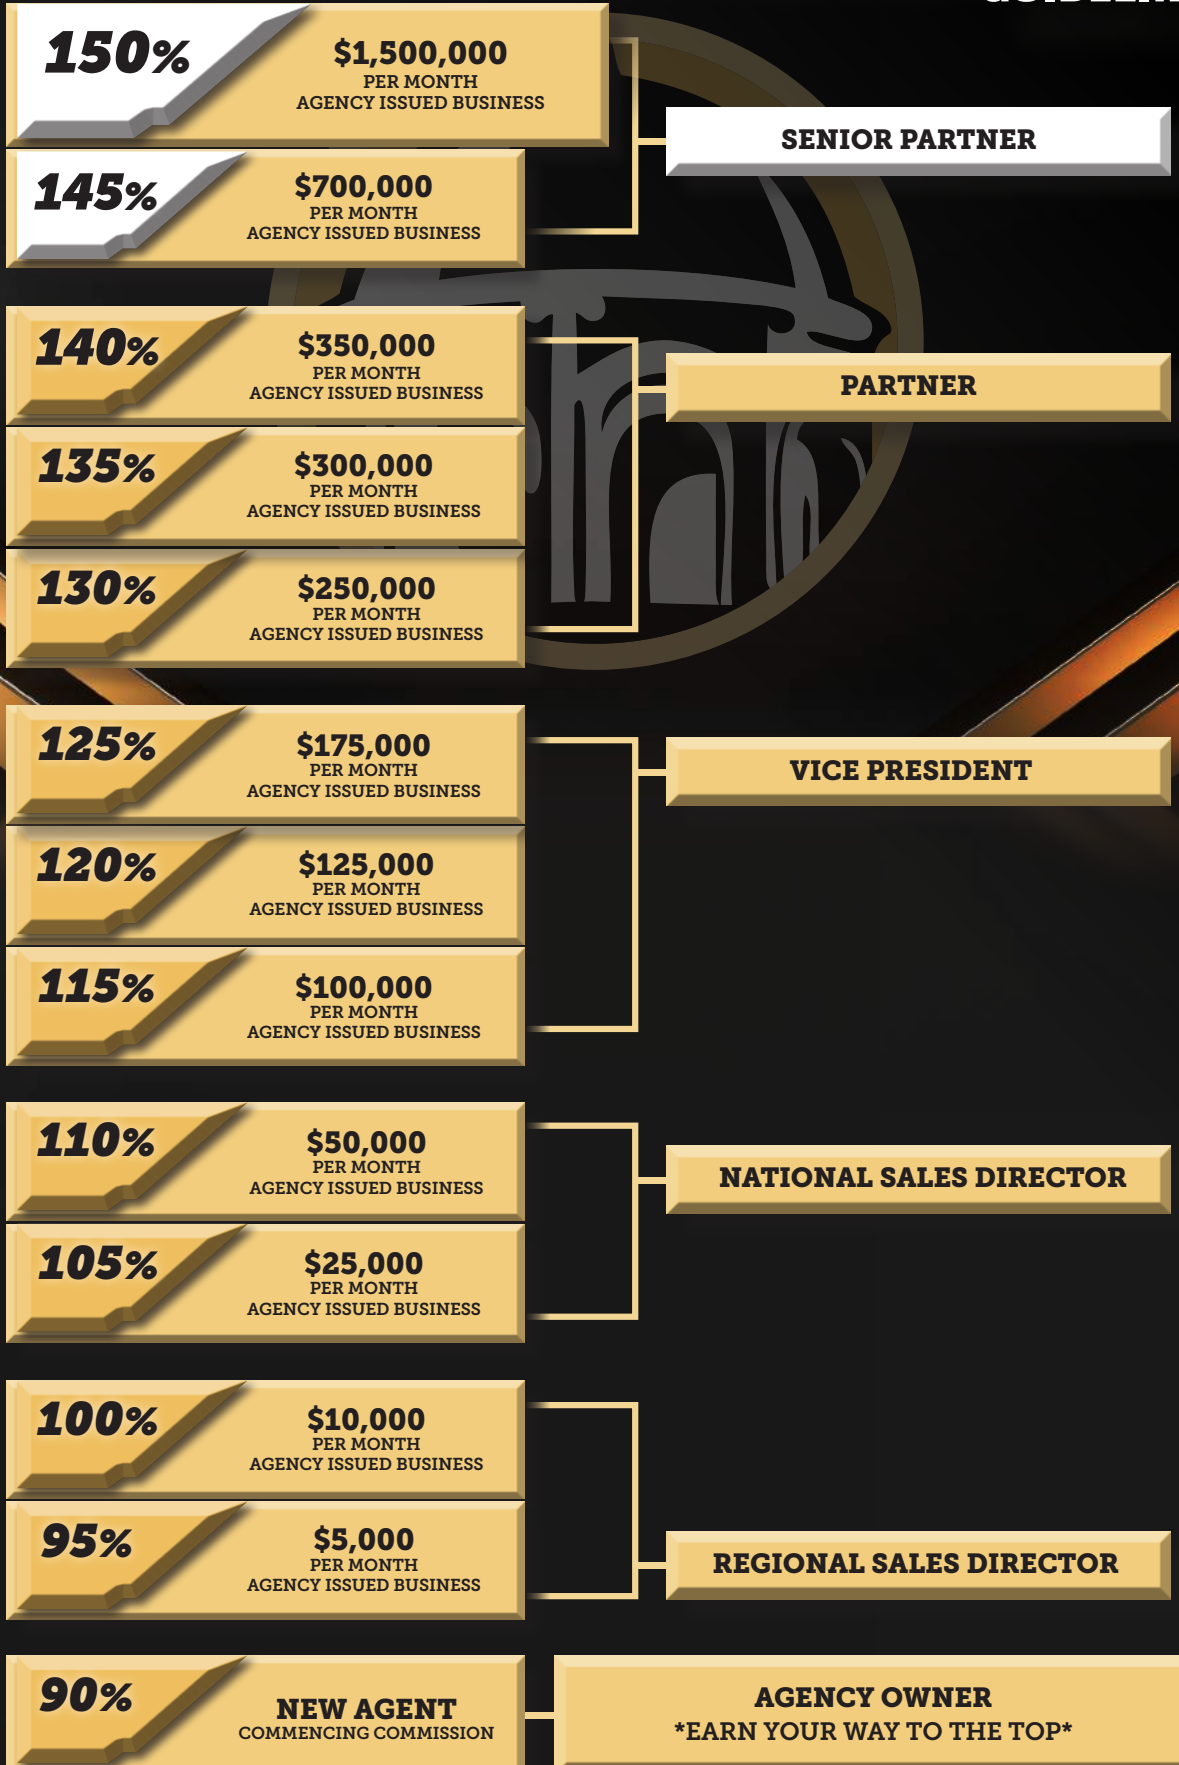 150%
$1,500,000
PER MONTH
AGENCY ISSUED BUSINESS
SENIOR PARTNER
145%
$700,000
PER MONTH
AGENCY ISSUED BUSINESS
140%
$350,000
PER MONTH
AGENCY ISSUED BUSINESS
PARTNER
135%
$300,000
PER MONTH
AGENCY ISSUED BUSINESS
130%
$250,000
PER MONTH
AGENCY ISSUED BUSINESS
125%
$175,000
PER MONTH
AGENCY ISSUED BUSINESS
VICE PRESIDENT
120%
$125,000
PER MONTH
AGENCY ISSUED BUSINESS
115%
$100,000
PER MONTH
AGENCY ISSUED BUSINESS
110%
$50,000
PER MONTH
AGENCY ISSUED BUSINESS
NATIONAL SALES DIRECTOR
105%
$25,000
PER MONTH
AGENCY ISSUED BUSINESS
100%
$10,000
PER MONTH
AGENCY ISSUED BUSINESS
95%
$5,000
PER MONTH
AGENCY ISSUED BUSINESS
REGIONAL SALES DIRECTOR
90%
NEW AGENT
COMMENCING COMMISSION
AGENCY OWNER
*EARN YOUR WAY TO THE TOP*